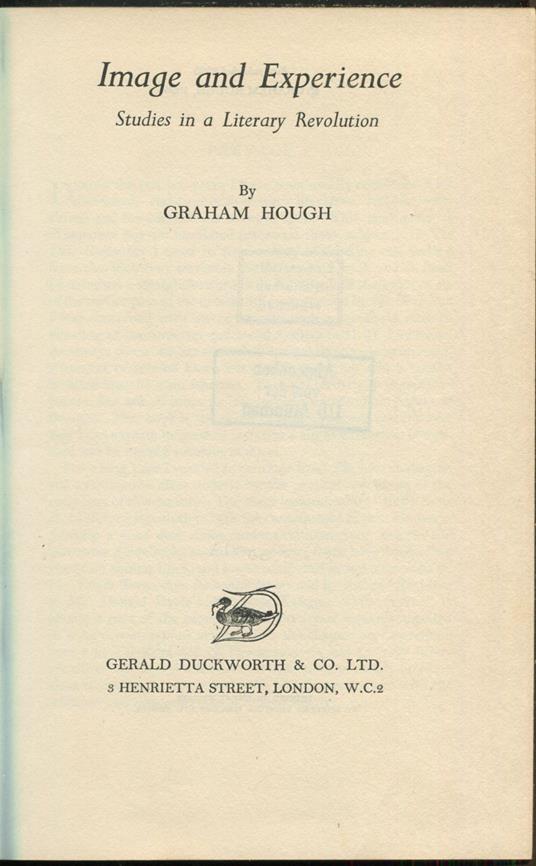 Image and Experience
Studies in a Literary Revolution
By
GRAHAM HOUGH
GERALD DUCKWORTH & CO. LTD.
3 HENRIETTA STREET, LONDON, W.C.2